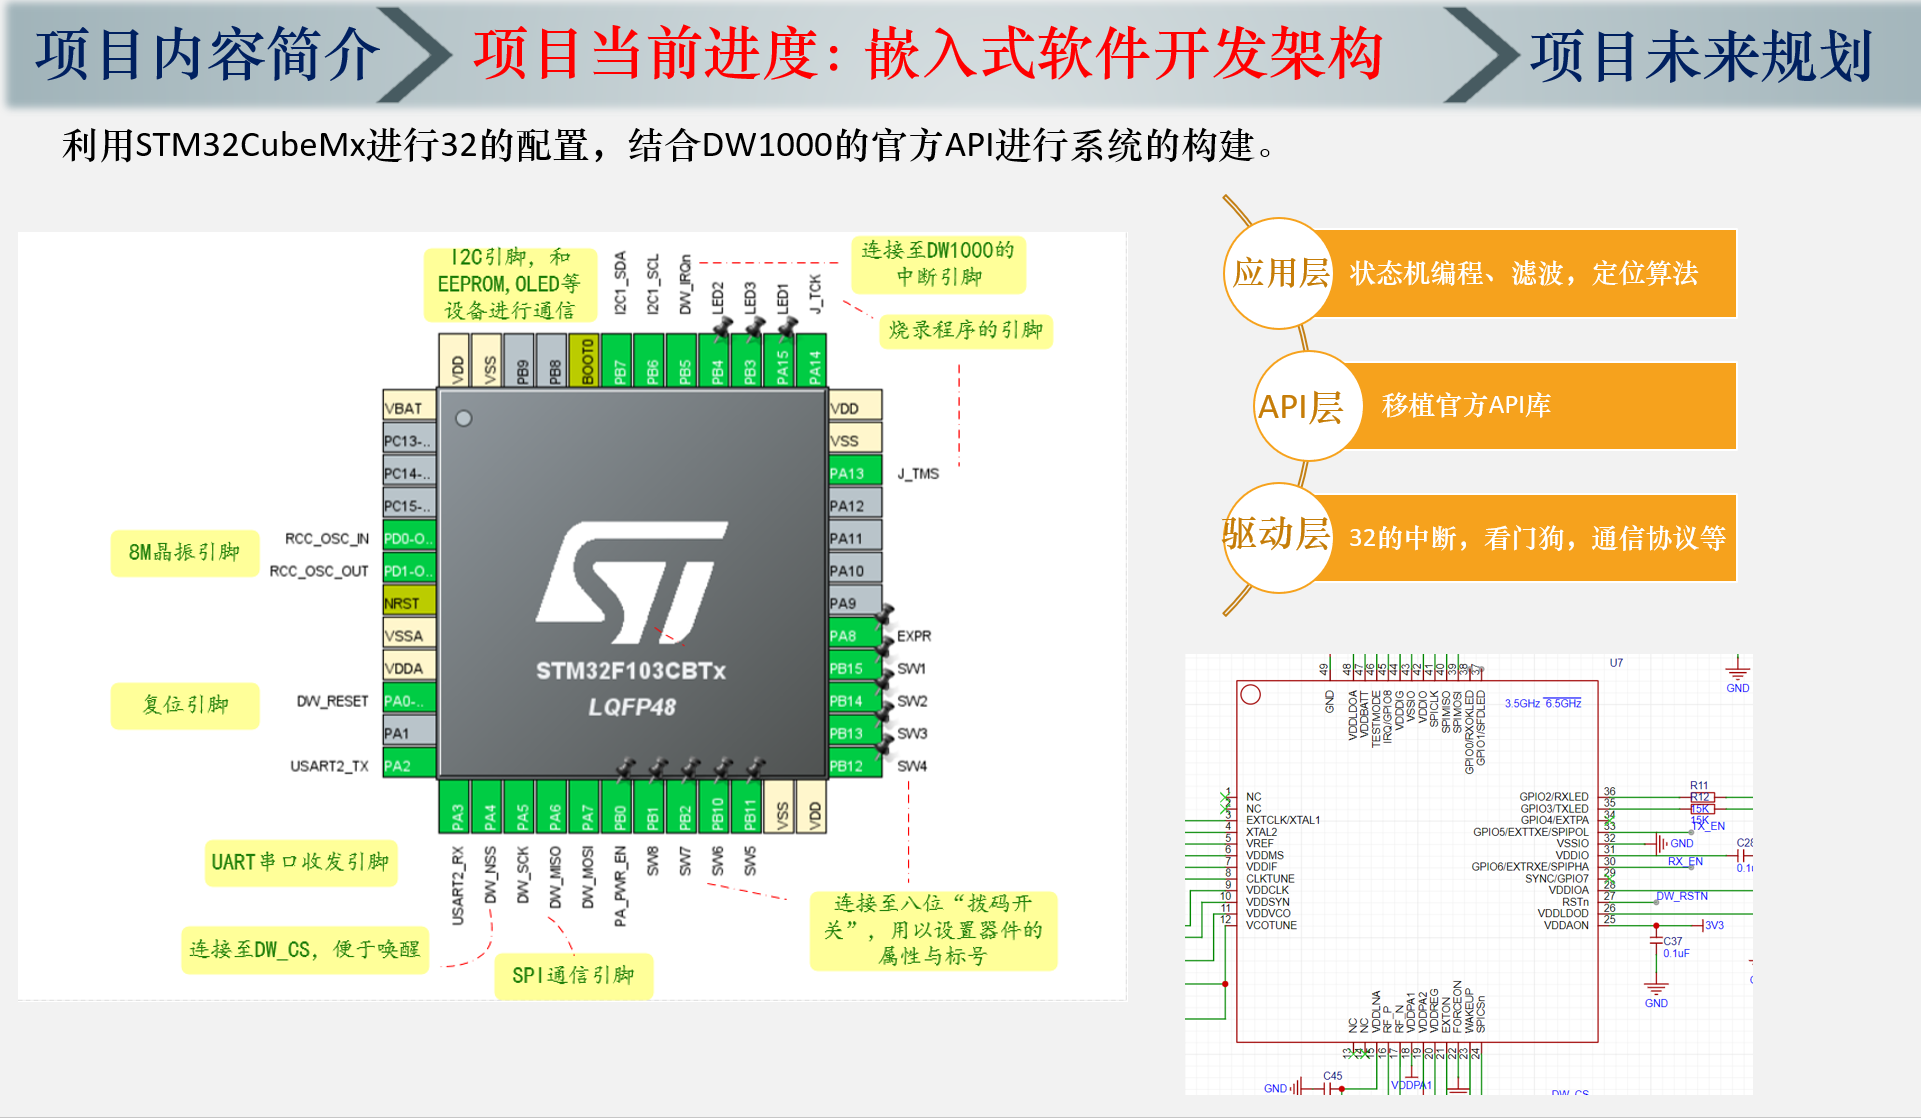 项目内容简介
项目当前进度：嵌入式软件开发架构
项目未来规划
利用STM32CubeMx进行32的配置，结合DW1000的官方API进行系统的构建。
I2C引脚，和
EEPROM,OLED等
设备进行通信
I2C1_SDA
I2C1_SCL
DW_IRQn
LED2
LED3
LED1
J_TCK
连接至DW1000的
中断引脚
烧录程序的引脚
VDD
VSS
PB9
PB8
BOOT0
PB7
PB6
PB5
PB4
PB3
PA15
PA14
VBAT
PC13-..
PC14-..
PC15-..
RCC_OSC_IN
PD0-O..
RCC_OSC_OUT
PD1-O..
NRST
VSSA
VDDA
DW_RESET
PA0-..
PA1
USART2_TX
PA2
8M晶振引脚
复位引脚
VDD
VSS
PA13
J_TMS
PA12
PA11
PA10
PA9
PA8
EXPR
PB15
SW1
PB14
SW2
PB13
SW3
PB12
SW4
STM32F103CBTx
LQFP48
PA3
PA4
PA5
PA6
PA7
PB0
PB1
PB2
PB10
PB11
VSS
VDD
USART2_RX
DW_NSS
DW_SCK
DW_MISO
DW_MOSI
PA_PWR_EN
SW8
SW7
SW6
SW5
UART串口收发引脚
连接至DW_CS，便于唤醒
SPI通信引脚
连接至八位“拨码开
关”，用以设置器件的
属性与标号
应用层
状态机编程、滤波，定位算法
API层
移植官方API库
驱动层
32的中断，看门狗，通信协议等
U7
GND
3.5GHz 6.5GHz
49
48
47
46
45
44
43
42
41
40
39
38
37
GND
VDDLDOA
VDDBATT
TESTMODE
IRQ/GPIO8
VDDIG
VSSIO
VDDIO
SPICLK
SPIMISO
SPIMOSI
GPIO0/RXOKLED
GPIO1/SFDLED
1 NC
2 NC
3 EXTCLK/XTAL1
4 XTAL2
5 VREF
6 VDDMS
7 VDDIF
8 CLKTUNE
9 VDDCLK
10 VDDSYN
11 VDDVCO
12 VCOTUNE
GPIO2/RXLED 36
GPIO3/TXLED 35
GPIO4/EXTPA 34
GPIO5/EXTTXE/SPIPOL 33
VSSIO 32
VDDIO 31
GPIO6/EXTRXE/SPIPHA 30
SYNC/GPIO7 29
VDDIOA 28
RSTn 27
VDDLDOD 26
VDDAON 25
R11
R12
15K
15K
TX_EN
GND
RX_EN
DW_RSTN
3V3
C37
0.1uF
GND
NC
NC
VDDLNA
RF_P
RF_N
VDDPA1
VDDPA2
VDDREG
EXTON
FORCEON
WAKEUP
SPICSn
13
14
15
16
17
18
19
20
21
22
23
24
GND
C45
VDDPA1